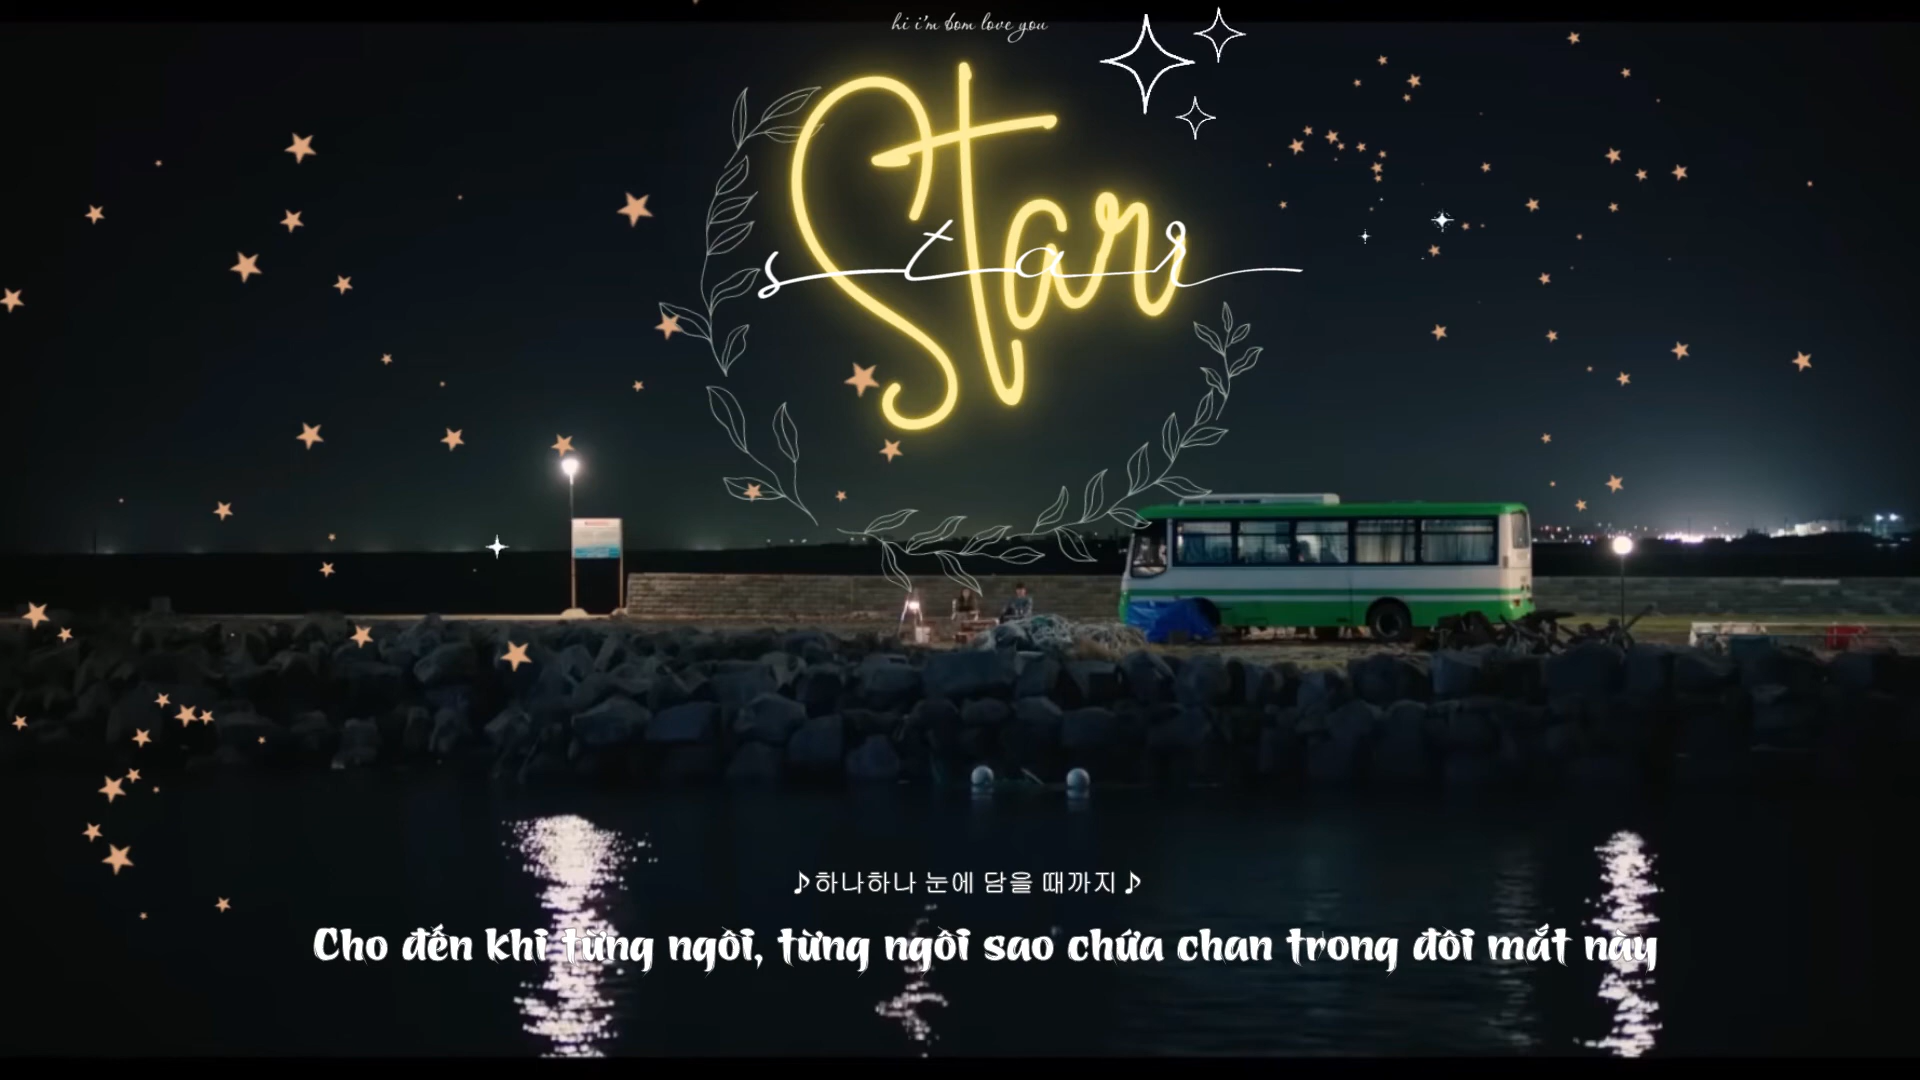 hi i'm bom love you
Star
star
♪하나하나 눈에 담을 때까지 ♪
Cho đến khi từng ngôi, từng ngôi sao chứa chan trong đôi mắt này